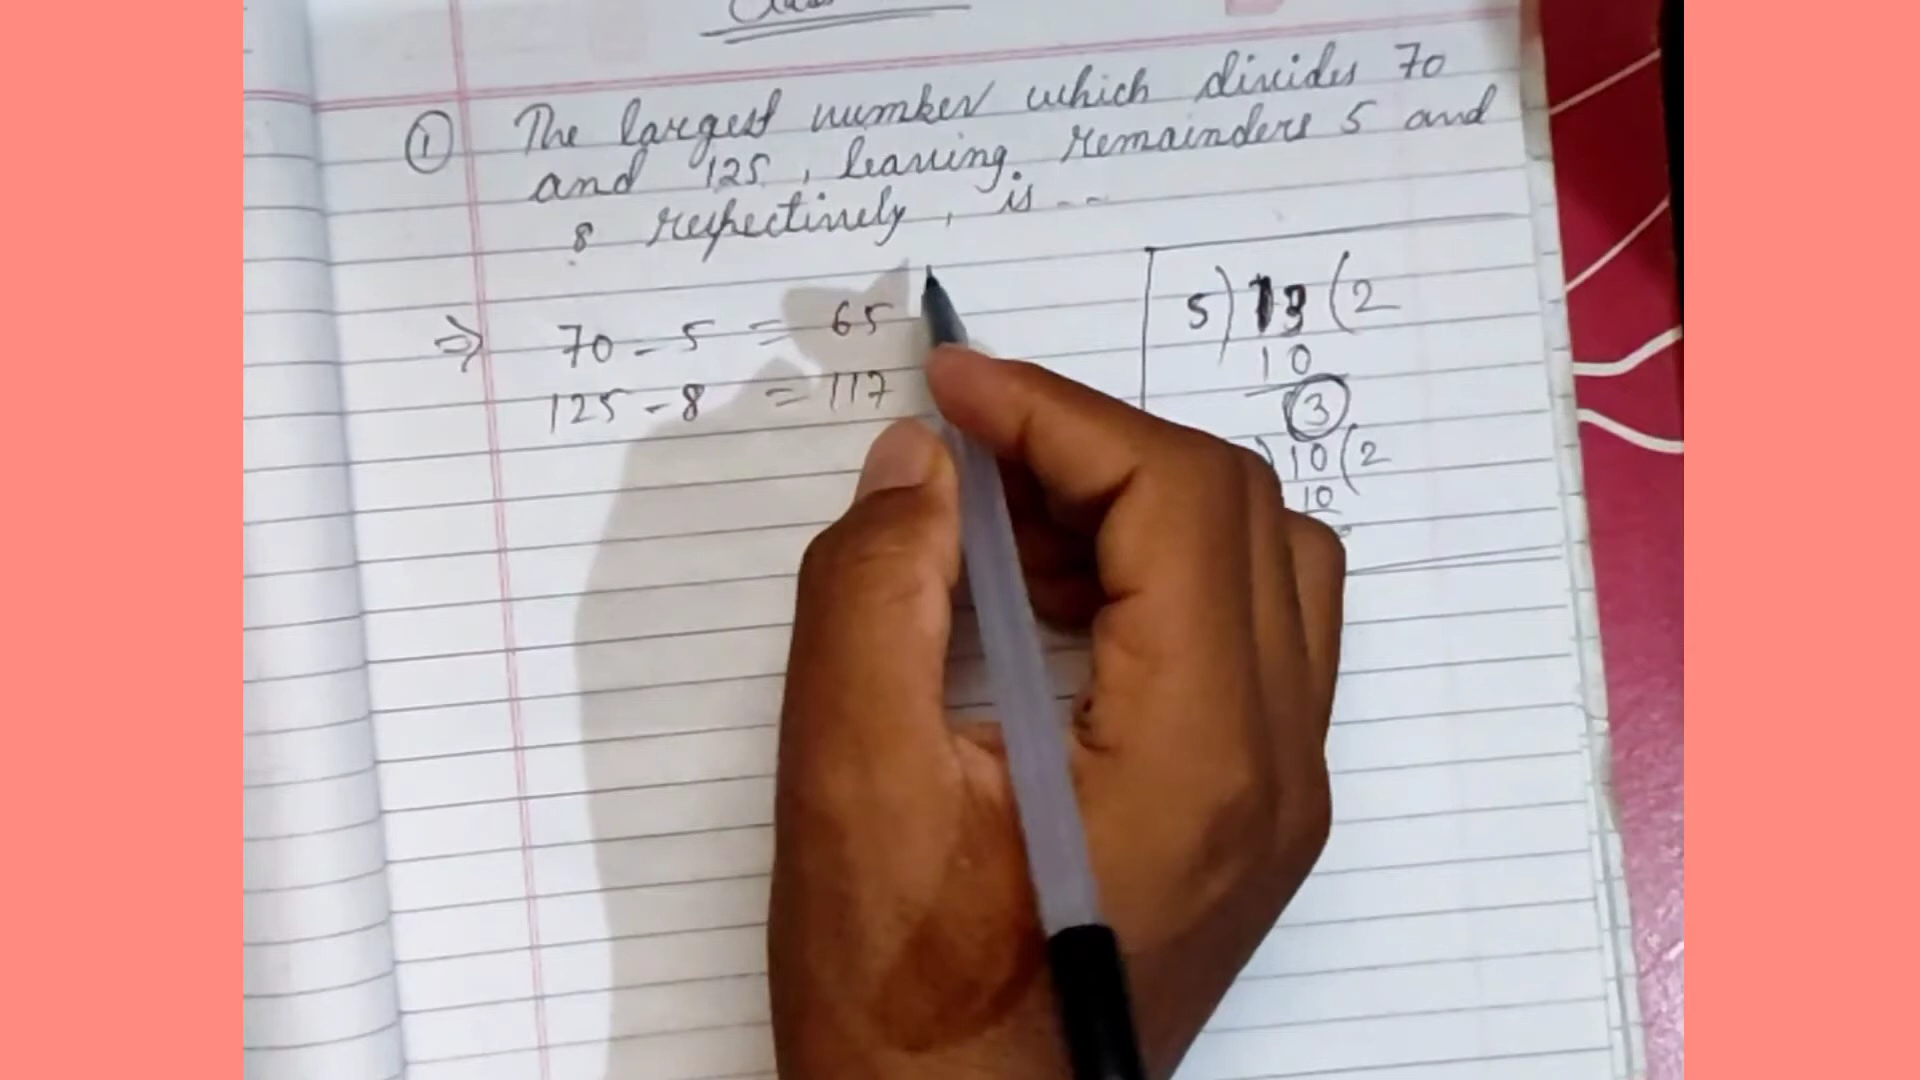 ① The largest number which divides 70
and 125, leaving remainders 5 and
8 respectively, is --
⇒ 70 - 5 = 65
125 - 8 = 117
5) 13 (2
10
3
) 10 (2
10